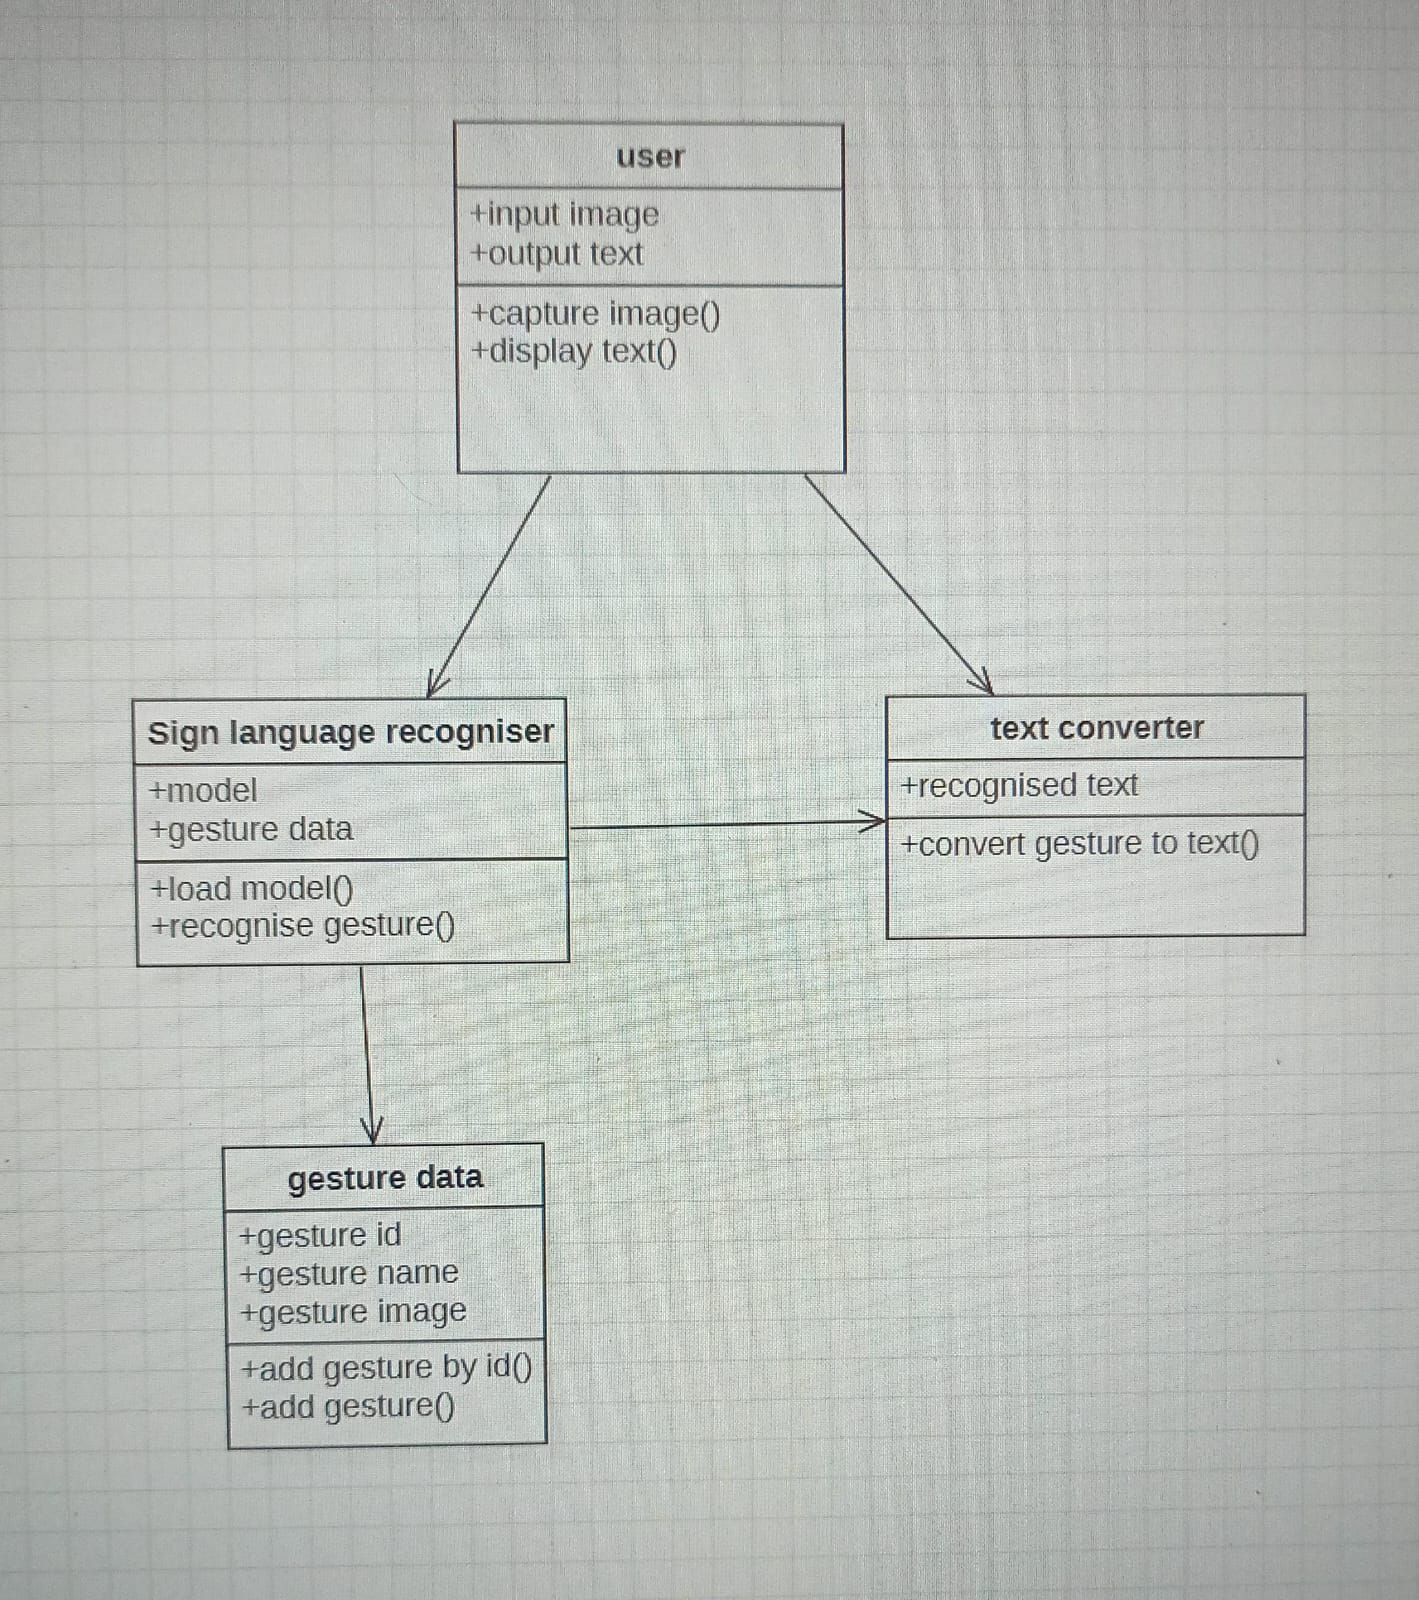 user
+input image
+output text
+capture image()
+display text()
Sign language recogniser
+model
+gesture data
+load model()
+recognise gesture()
text converter
+recognised text
+convert gesture to text()
gesture data
+gesture id
+gesture name
+gesture image
+add gesture by id()
+add gesture()